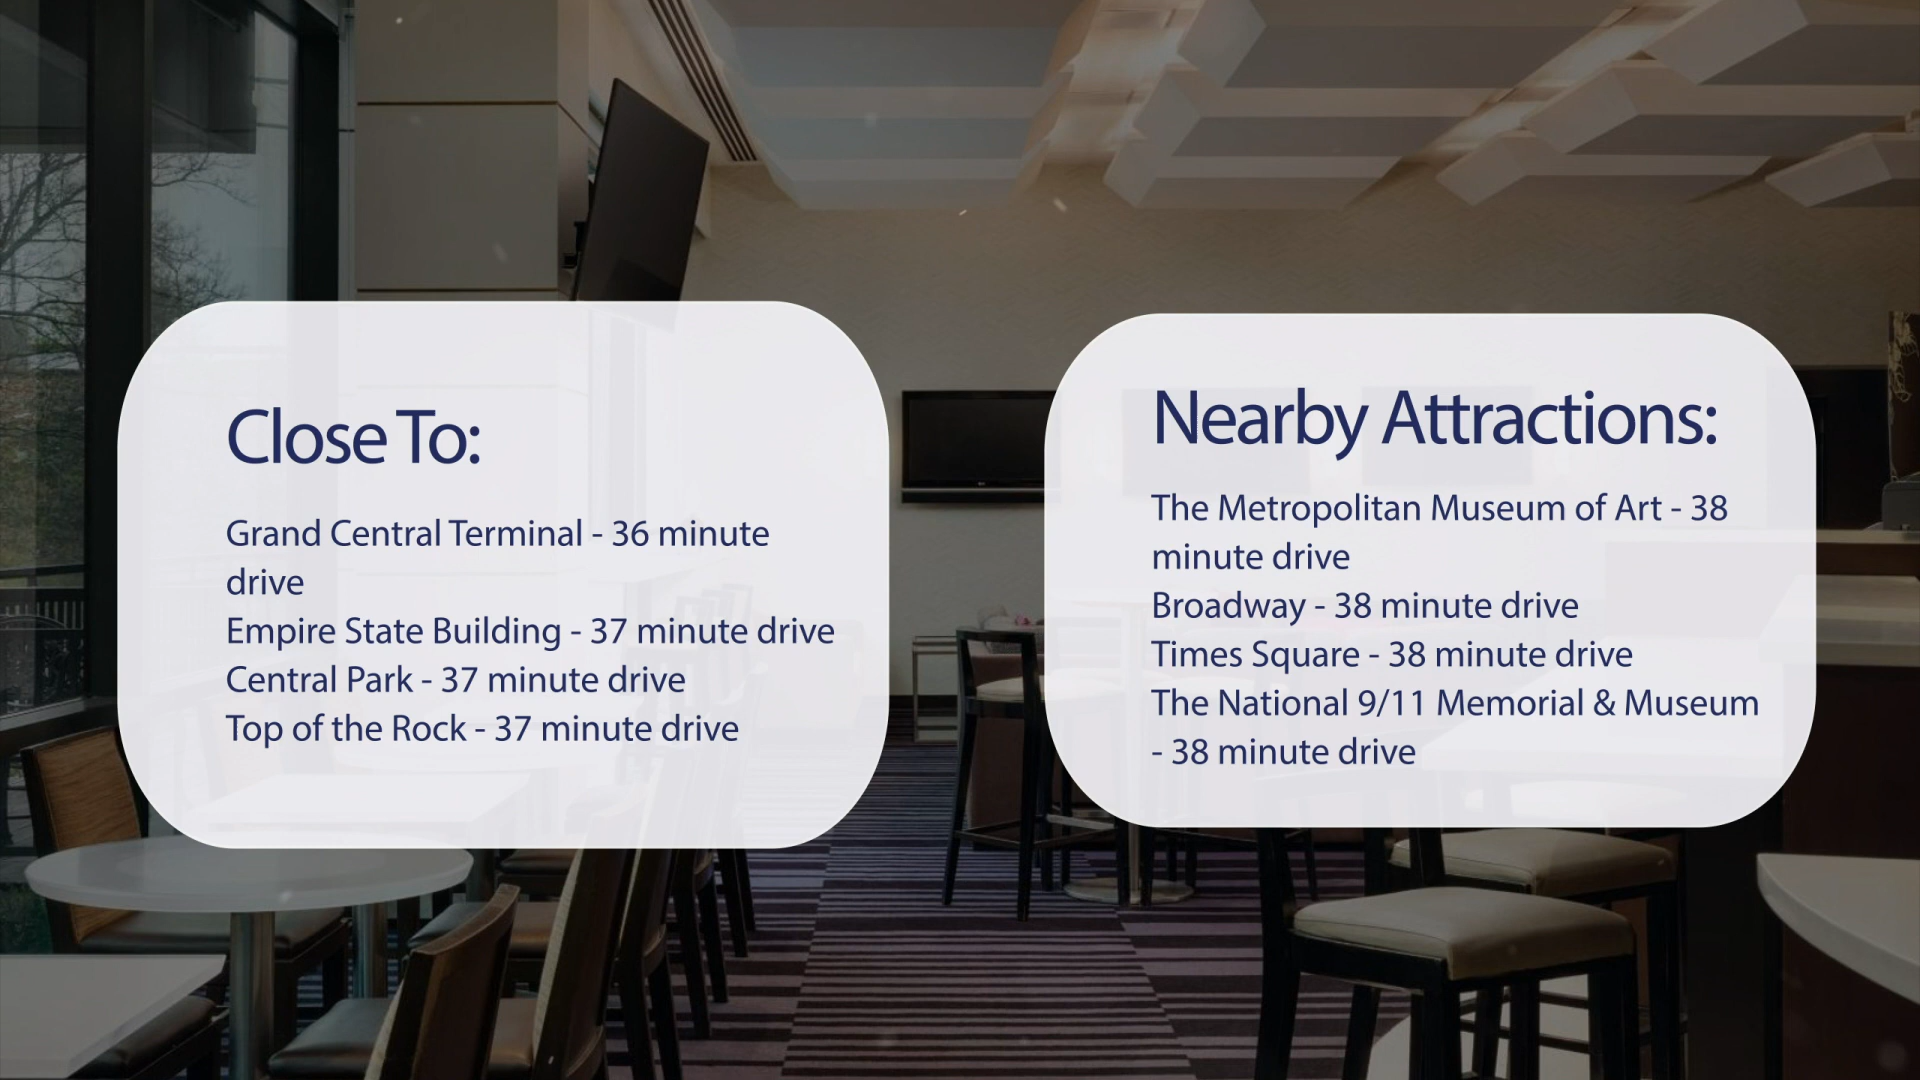 Close To:
Grand Central Terminal - 36 minute
drive
Empire State Building - 37 minute drive
Central Park - 37 minute drive
Top of the Rock - 37 minute drive
Nearby Attractions:
The Metropolitan Museum of Art - 38
minute drive
Broadway - 38 minute drive
Times Square - 38 minute drive
The National 9/11 Memorial & Museum
- 38 minute drive